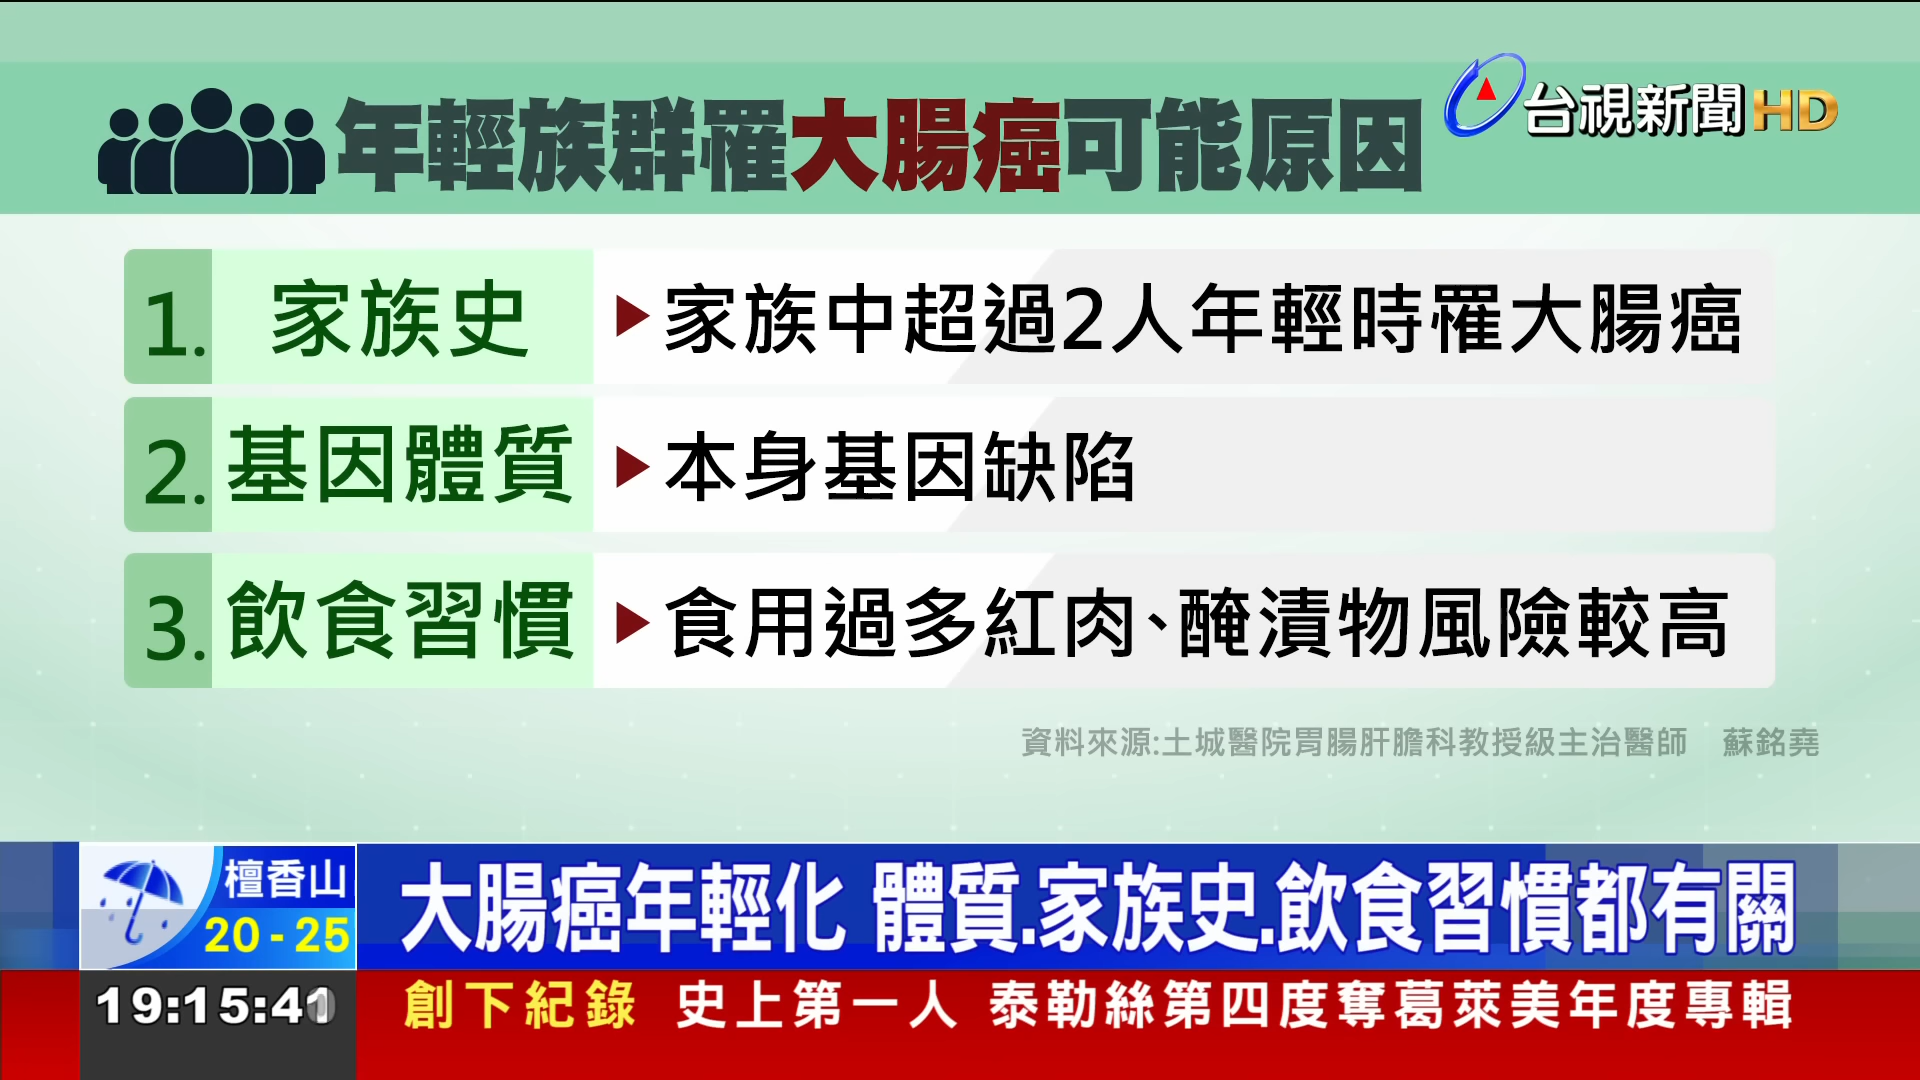 年輕族群罹大腸癌可能原因
台視新聞HD
1. 家族史 家族中超過2人年輕時罹大腸癌
2. 基因體質 本身基因缺陷
3. 飲食習慣 食用過多紅肉、醃漬物風險較高
資料來源:土城醫院胃腸肝膽科教授級主治醫師 蘇銘堯
檀香山
20-25
大腸癌年輕化 體質.家族史.飲食習慣都有關
19:15:41
創下紀錄 史上第一人 泰勒絲第四度奪葛萊美年度專輯